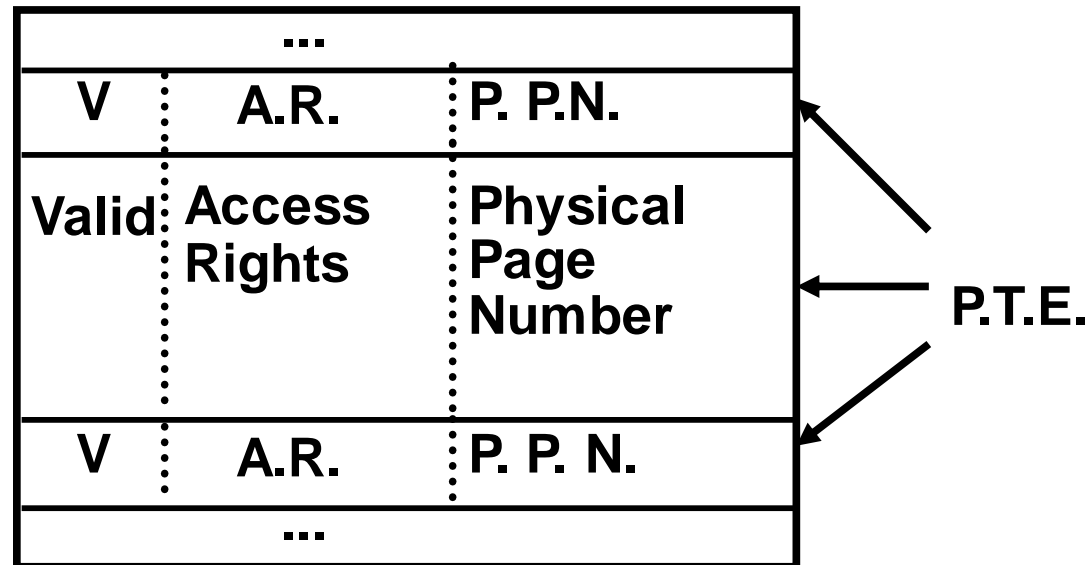 ...
V A.R. P. P.N.
Valid Access Rights Physical Page Number
P.T.E.
V A.R. P. P. N.
...